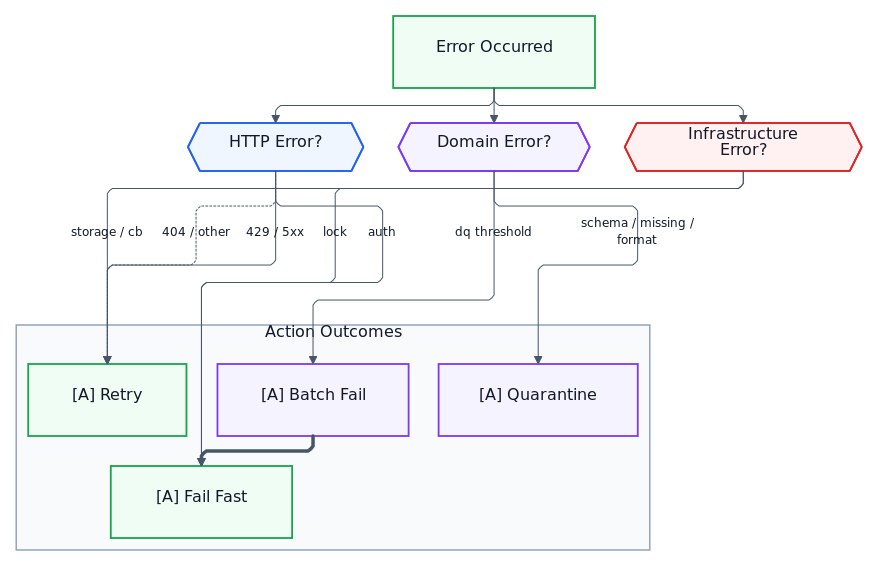 Error Occurred
HTTP Error?
Domain Error?
Infrastructure
Error?
storage / cb
404 / other
429 / 5xx
lock
auth
dq threshold
schema / missing /
format
Action Outcomes
[A] Retry
[A] Batch Fail
[A] Quarantine
[A] Fail Fast